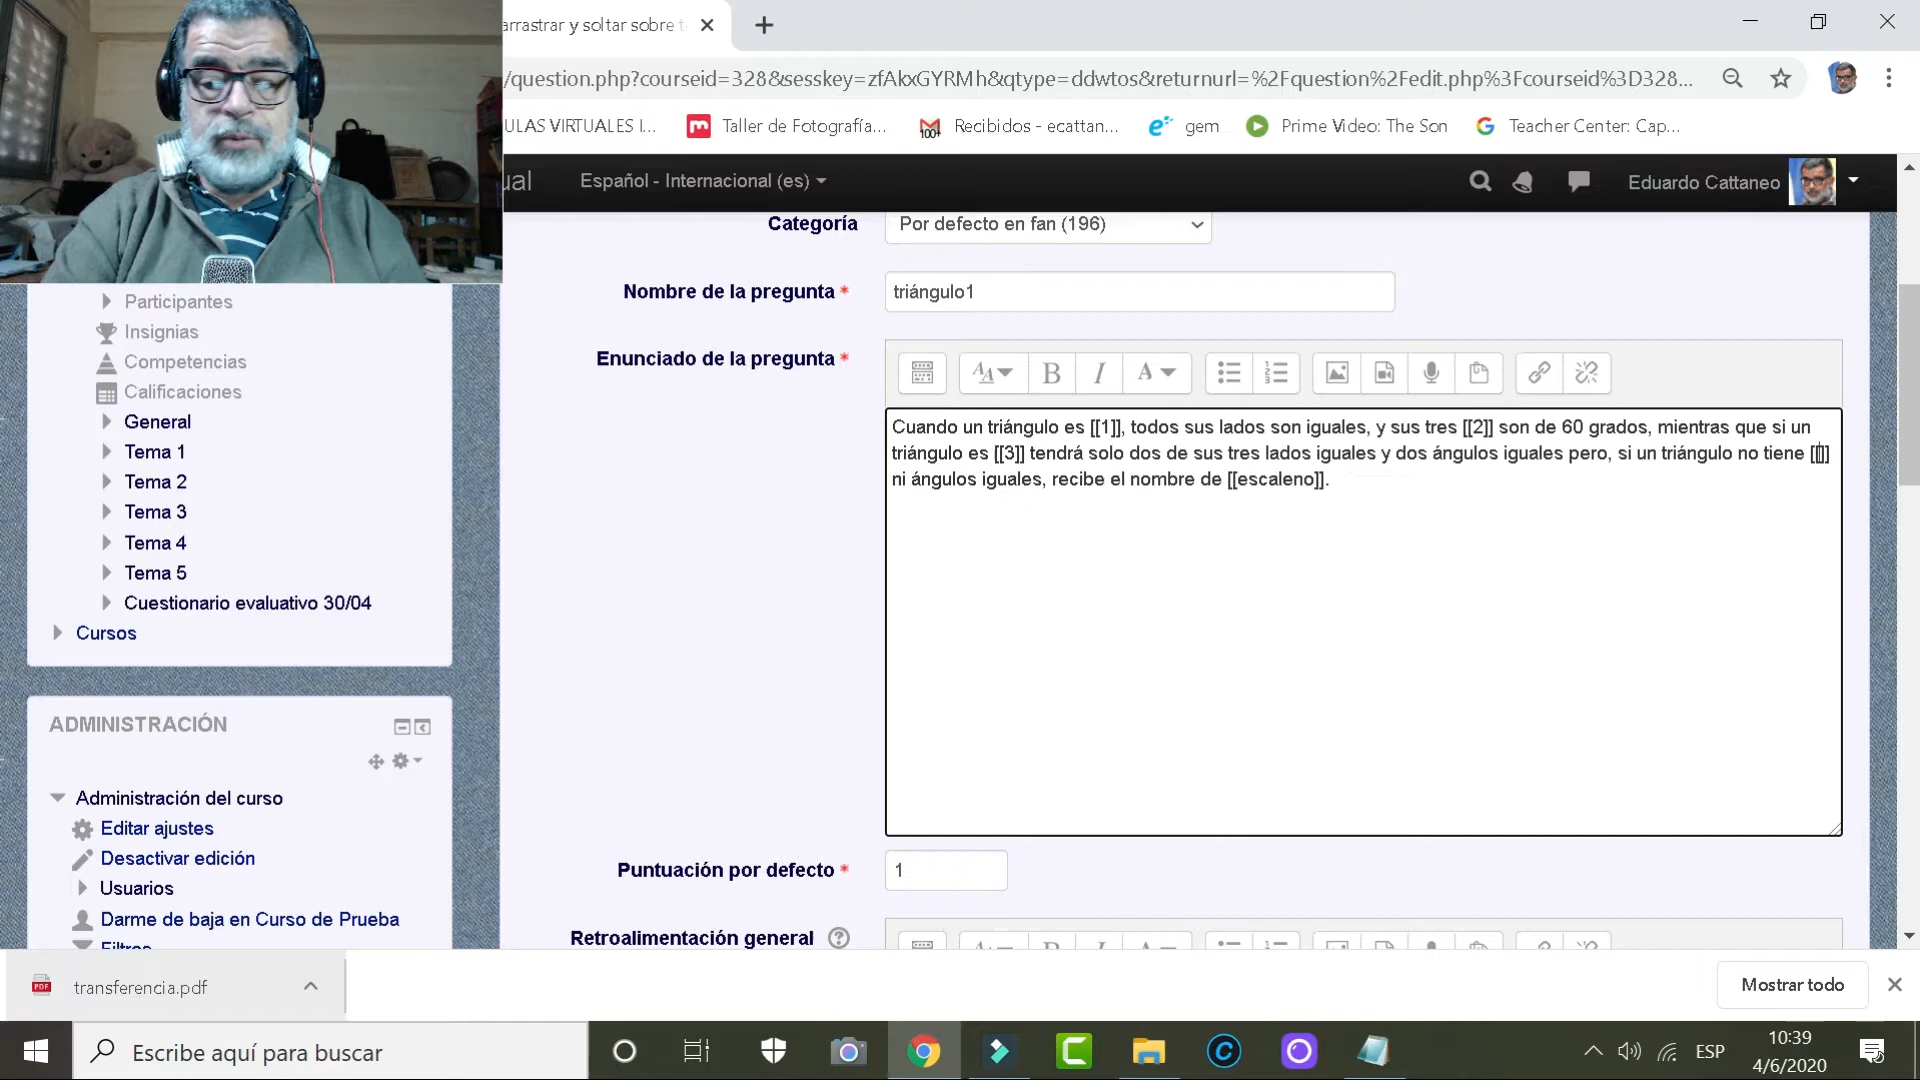 arrastrar y soltar sobre t
/question.php?courseid=328&sesskey=zfAkxGYRMh&qtype=ddwtos&returnurl=%2Fquestion%2Fedit.php%3Fcourseid%3D328...
ULAS VIRTUALES I...
Taller de Fotografía...
100+
Recibidos - ecattan...
gem
Prime Video: The Son
Teacher Center: Cap...
ual
Español - Internacional (es)
Eduardo Cattaneo
Categoría
Por defecto en fan (196)
Nombre de la pregunta *
triángulo1
Enunciado de la pregunta *
Cuando un triángulo es [[1]], todos sus lados son iguales, y sus tres [[2]] son de 60 grados, mientras que si un
triángulo es [[3]] tendrá solo dos de sus tres lados iguales y dos ángulos iguales pero, si un triángulo no tiene [[]]
ni ángulos iguales, recibe el nombre de [[escaleno]].
Puntuación por defecto *
1
Retroalimentación general
Participantes
Insignias
Competencias
Calificaciones
General
Tema 1
Tema 2
Tema 3
Tema 4
Tema 5
Cuestionario evaluativo 30/04
Cursos
ADMINISTRACIÓN
Administración del curso
Editar ajustes
Desactivar edición
Usuarios
Darme de baja en Curso de Prueba
Filtros
transferencia.pdf
Mostrar todo
Escribe aquí para buscar
ESP
10:39
4/6/2020